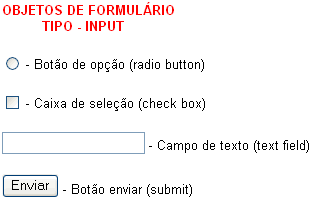 OBJETOS DE FORMULÁRIO
TIPO - INPUT
- Botão de opção (radio button)
- Caixa de seleção (check box)
- Campo de texto (text field)
Enviar - Botão enviar (submit)